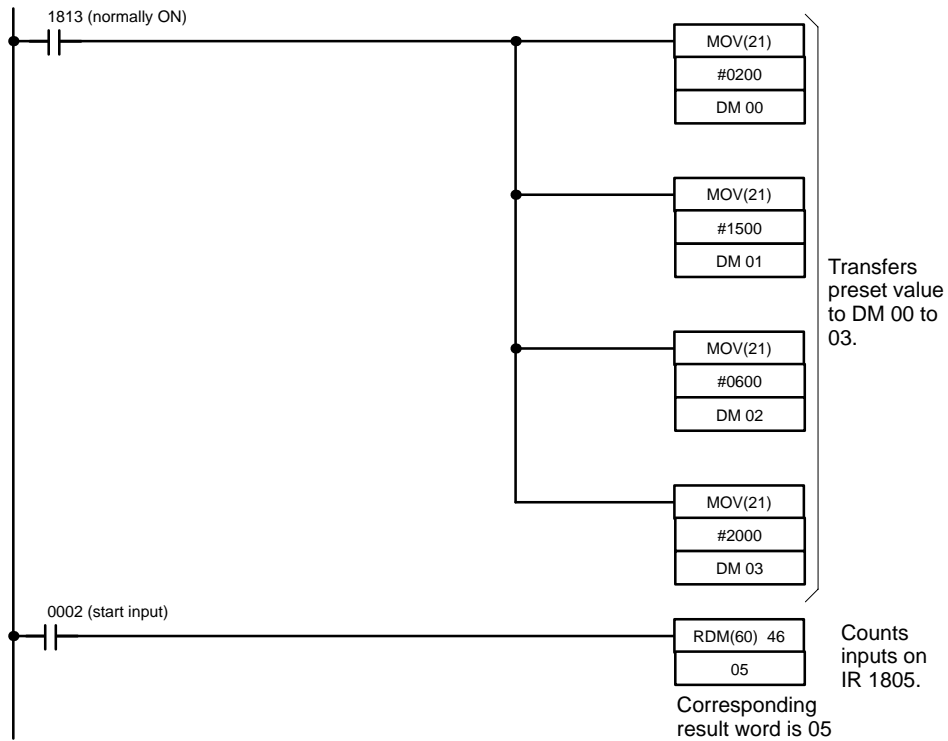 1813 (normally ON)
MOV(21)
#0200
DM 00
MOV(21)
#1500
DM 01
Transfers
preset value
to DM 00 to
03.
MOV(21)
#0600
DM 02
MOV(21)
#2000
DM 03
0002 (start input)
RDM(60) 46
05
Counts
inputs on
IR 1805.
Corresponding
result word is 05